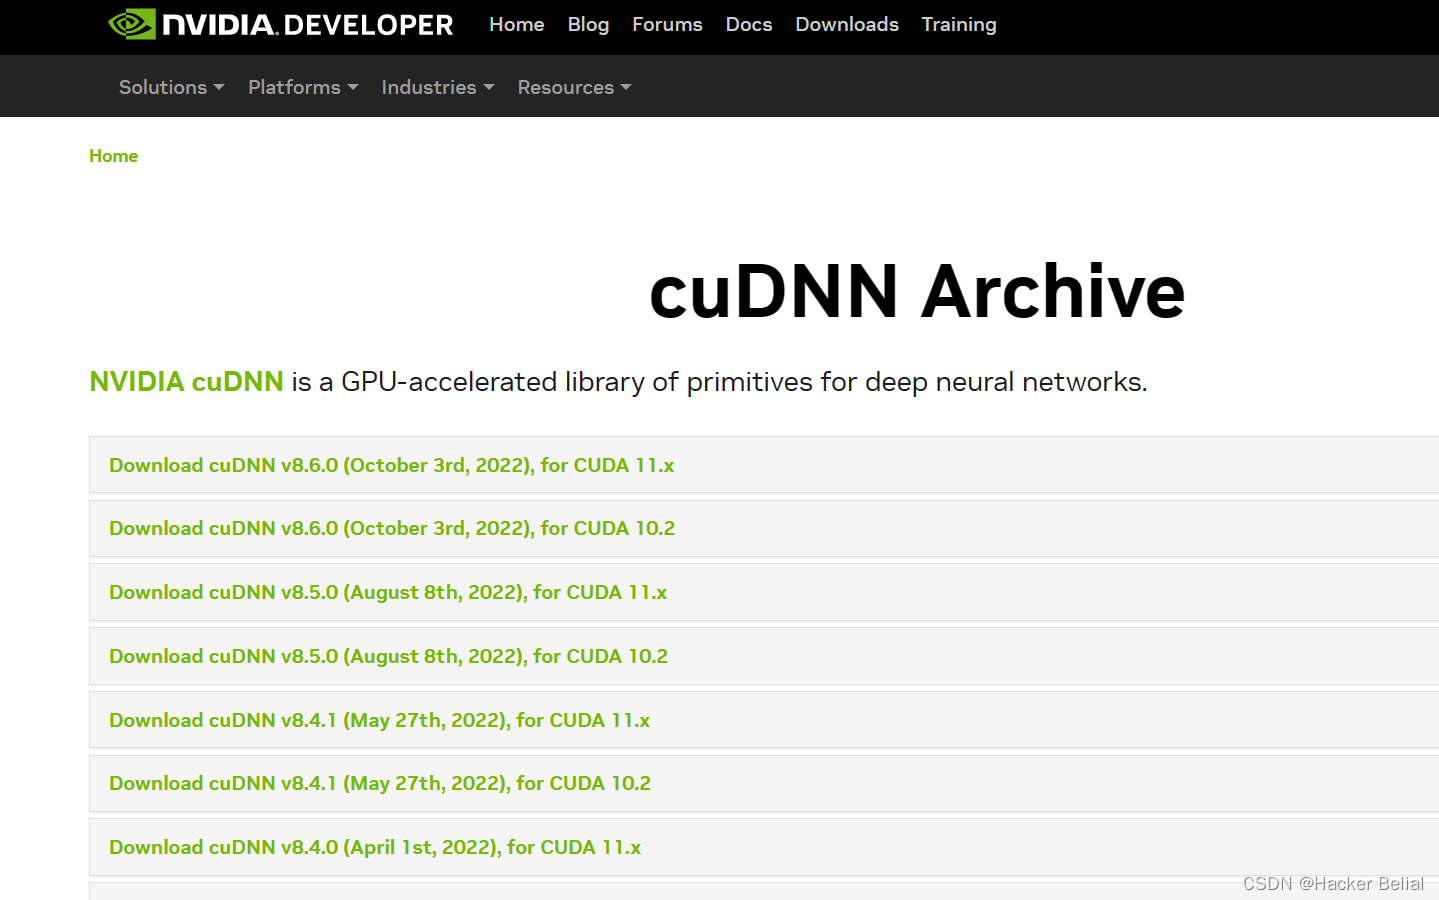 NVIDIA. DEVELOPER Home Blog Forums Docs Downloads Training
Solutions Platforms Industries Resources
Home
cuDNN Archive
NVIDIA cuDNN is a GPU-accelerated library of primitives for deep neural networks.
Download cuDNN v8.6.0 (October 3rd, 2022), for CUDA 11.x
Download cuDNN v8.6.0 (October 3rd, 2022), for CUDA 10.2
Download cuDNN v8.5.0 (August 8th, 2022), for CUDA 11.x
Download cuDNN v8.5.0 (August 8th, 2022), for CUDA 10.2
Download cuDNN v8.4.1 (May 27th, 2022), for CUDA 11.x
Download cuDNN v8.4.1 (May 27th, 2022), for CUDA 10.2
Download cuDNN v8.4.0 (April 1st, 2022), for CUDA 11.x
CSDN @Hacker Belial